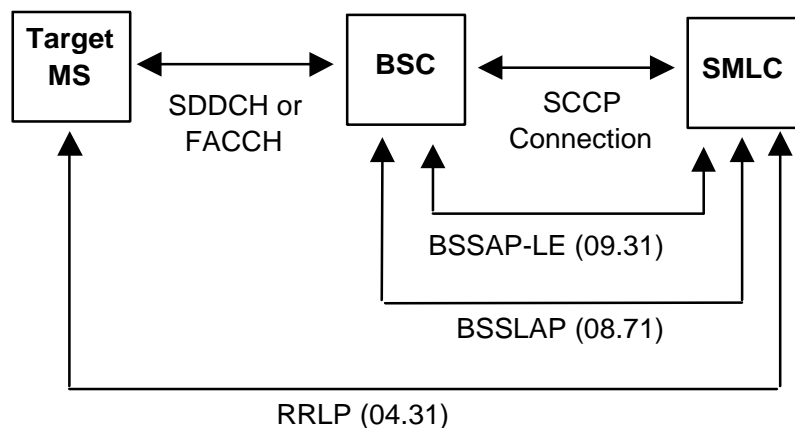 Target
MS
BSC
SMLC
SDDCH or
FACCH
SCCP
Connection
BSSAP-LE (09.31)
BSSLAP (08.71)
RRLP (04.31)